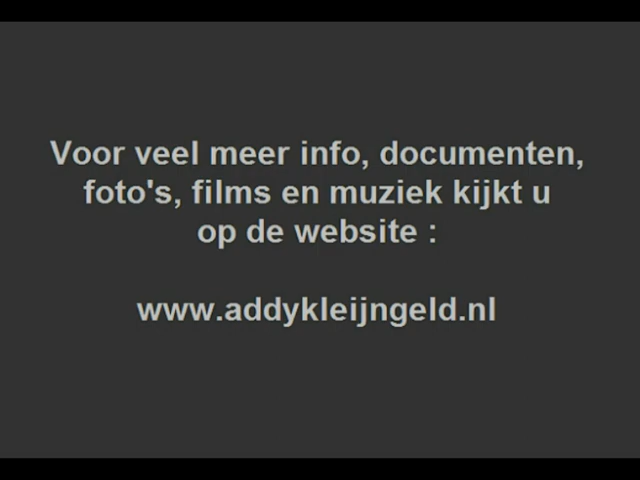 Voor veel meer info, documenten,
foto's, films en muziek kijkt u
op de website :
www.addykleijngeld.nl